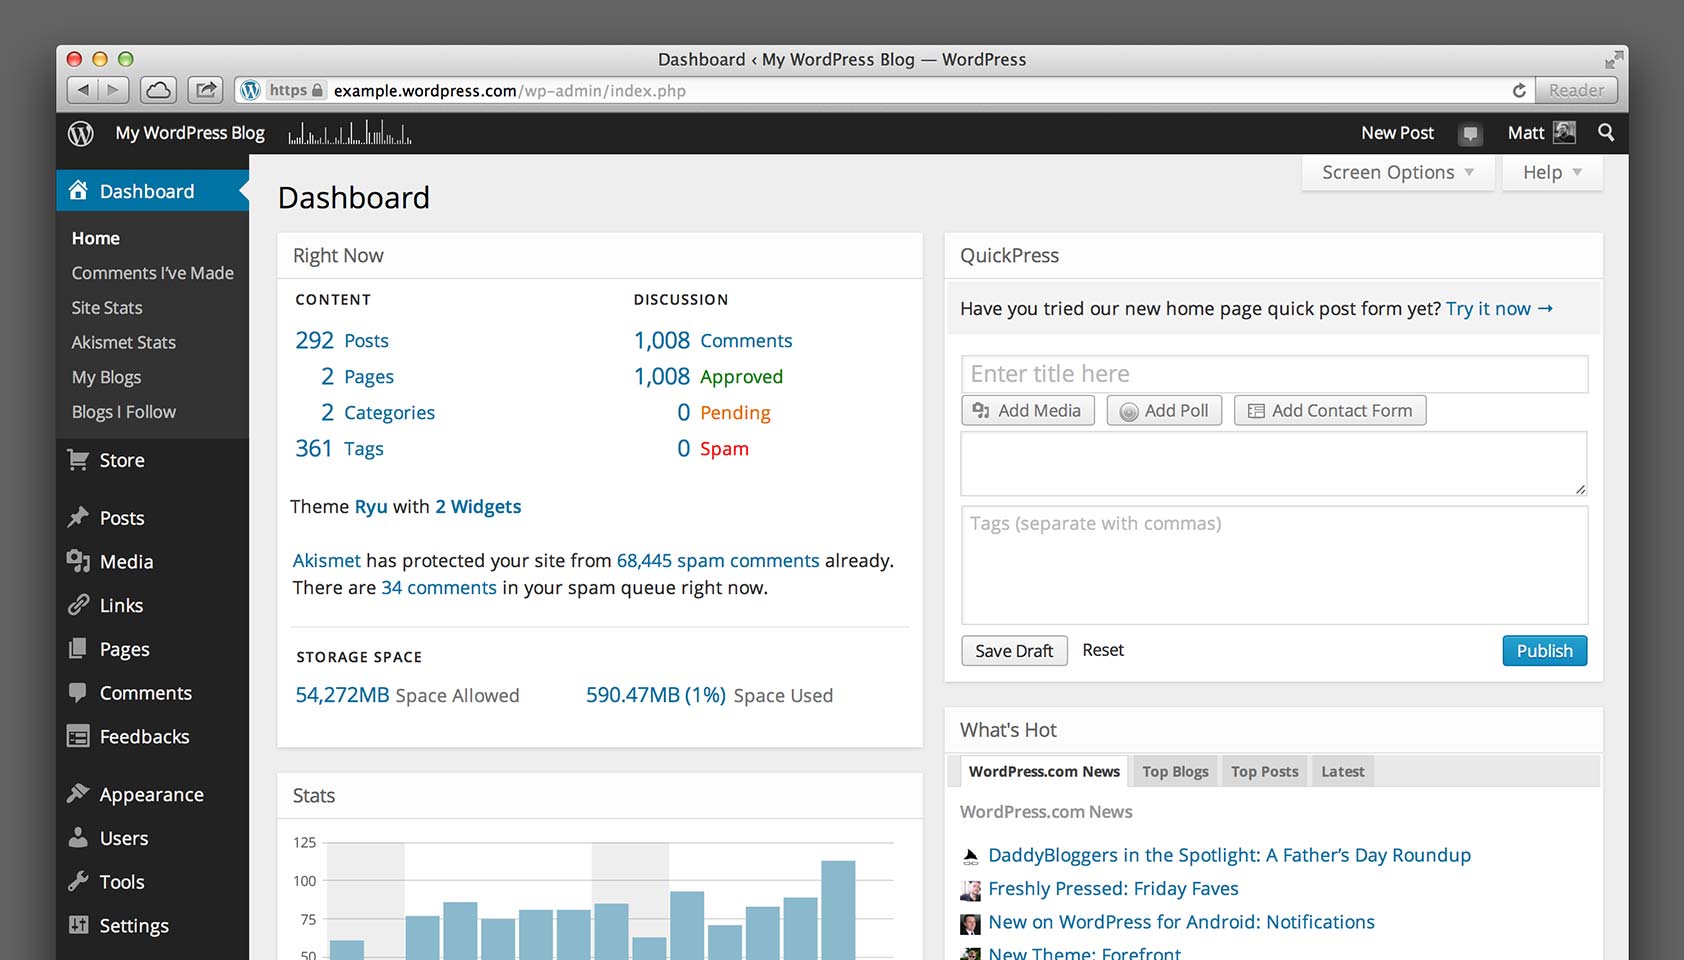 Dashboard ‹ My WordPress Blog — WordPress
https example.wordpress.com/wp-admin/index.php
Reader
My WordPress Blog
New Post
Matt
Dashboard
Home
Comments I've Made
Site Stats
Akismet Stats
My Blogs
Blogs I Follow
Store
Posts
Media
Links
Pages
Comments
Feedbacks
Appearance
Users
Tools
Settings
Screen Options
Help
Dashboard
Right Now
CONTENT
292 Posts
2 Pages
2 Categories
361 Tags
DISCUSSION
1,008 Comments
1,008 Approved
0 Pending
0 Spam
Theme Ryu with 2 Widgets
Akismet has protected your site from 68,445 spam comments already.
There are 34 comments in your spam queue right now.
STORAGE SPACE
54,272MB Space Allowed
590.47MB (1%) Space Used
Stats
125
100
75
50
QuickPress
Have you tried our new home page quick post form yet? Try it now →
Enter title here
Add Media
Add Poll
Add Contact Form
Tags (separate with commas)
Save Draft
Reset
Publish
What's Hot
WordPress.com News
Top Blogs
Top Posts
Latest
WordPress.com News
DaddyBloggers in the Spotlight: A Father's Day Roundup
Freshly Pressed: Friday Faves
New on WordPress for Android: Notifications
New Theme: Forefront